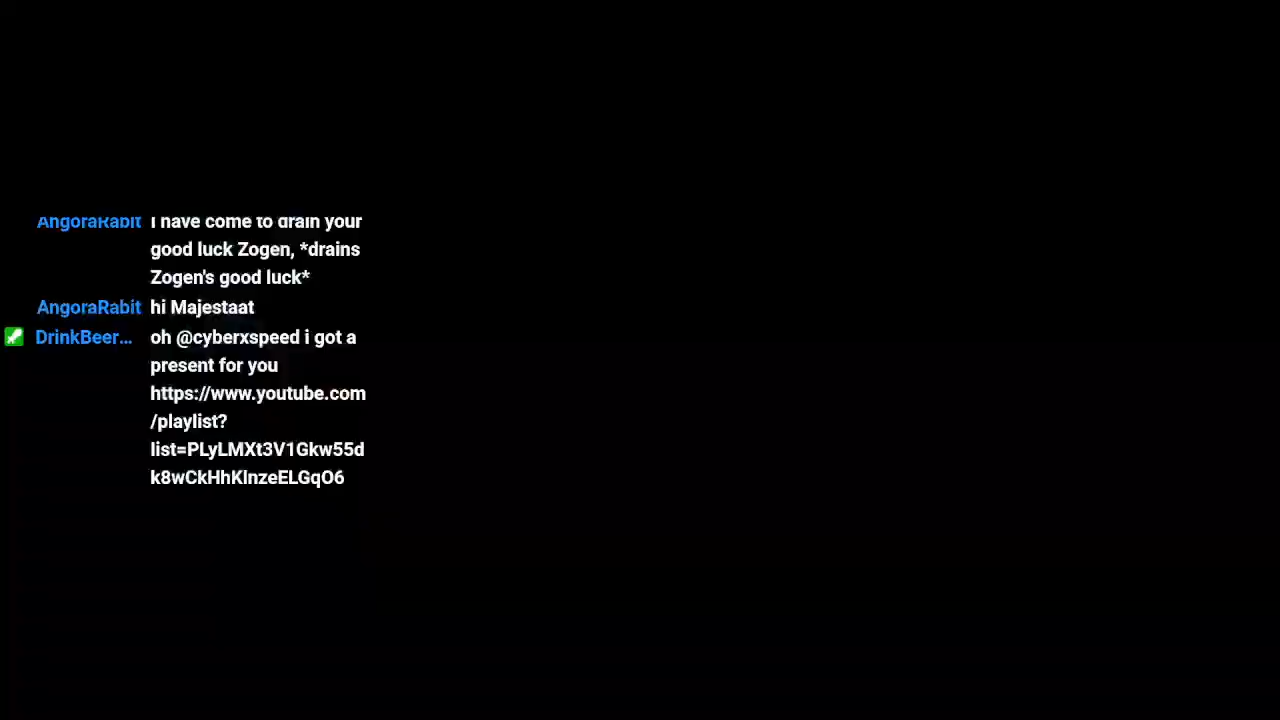 AngoraRabit I have come to drain your
good luck Zogen, *drains
Zogen's good luck*
AngoraRabit hi Majestaat
DrinkBeer... oh @cyberxspeed i got a
present for you
https://www.youtube.com
/playlist?
list=PLyLMXt3V1Gkw55d
k8wCkHhKlnzeELGqO6